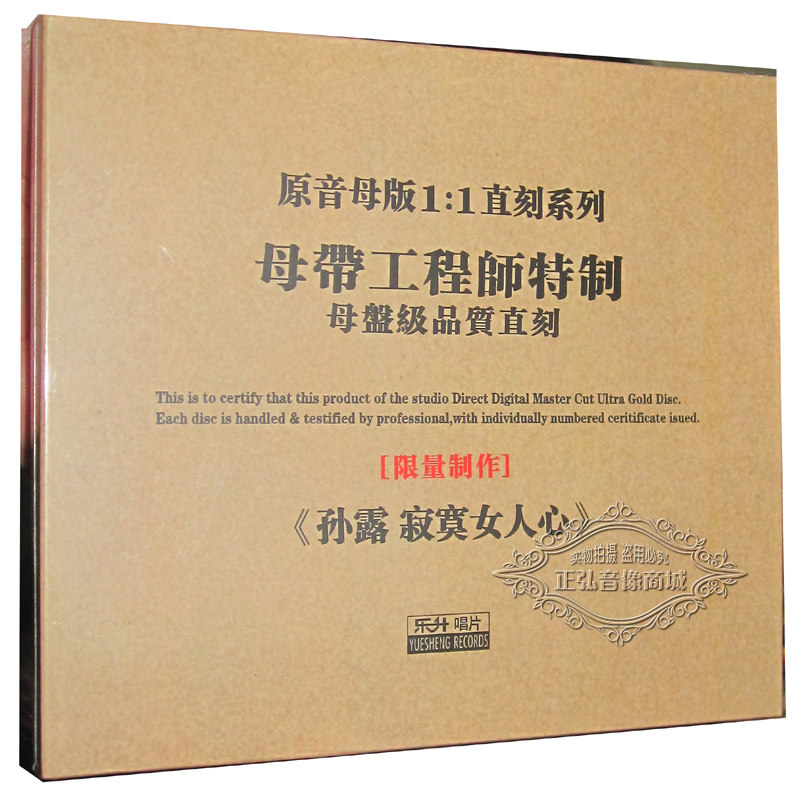 原音母版1:1直刻系列
母帶工程師特制
母盤級品質直刻
This is to certify that this product of the studio Direct Digital Master Cut Ultra Gold Disc.
Each disc is handled & testified by professional,with individually numbered ceritificate isued.
[限量制作]
《孙露 寂寞女人心》
实物拍摄 盗用必究
正弘音像商城
乐升 唱片
YUESHENG RECORDS